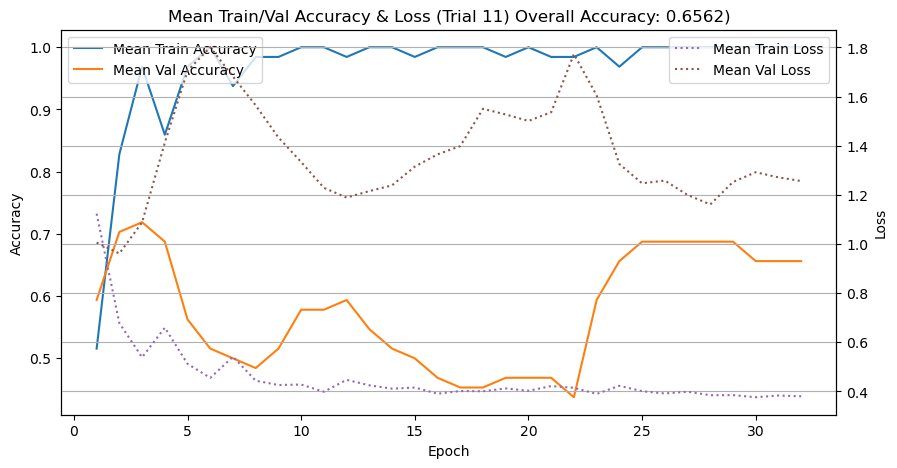 Mean Train/Val Accuracy & Loss (Trial 11) Overall Accuracy: 0.6562)
Mean Train Accuracy
Mean Val Accuracy
Mean Train Loss
Mean Val Loss
Accuracy
1.0
0.9
0.8
0.7
0.6
0.5
1.8
1.6
1.4
1.2
1.0
0.8
0.6
0.4
Loss
0 5 10 15 20 25 30
Epoch